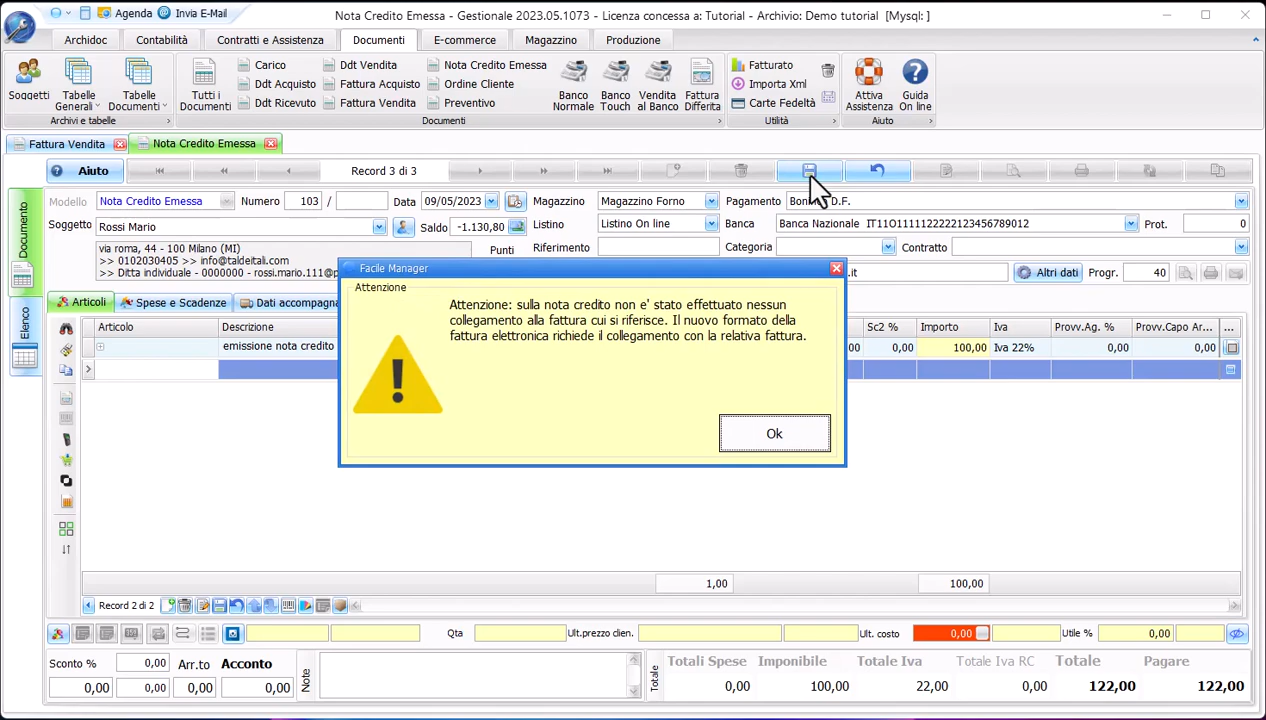 Agenda Invia E-Mail
Nota Credito Emessa - Gestionale 2023.05.1073 - Licenza concessa a: Tutorial - Archivio: Demo tutorial [Mysql: ]
Archidoc Contabilità Contratti e Assistenza Documenti E-commerce Magazzino Produzione
Soggetti
Tabelle Generali
Tabelle Documenti
Archivi e tabelle
Tutti i Documenti
Carico
Ddt Acquisto
Ddt Ricevuto
Ddt Vendita
Fattura Acquisto
Fattura Vendita
Nota Credito Emessa
Ordine Cliente
Preventivo
Documenti
Banco Normale
Banco Touch
Vendita al Banco
Fattura Differita
Fatturato
Importa Xml
Carte Fedeltà
Utilità
Attiva Assistenza
Guida On line
Aiuto
Fattura Vendita Nota Credito Emessa
Aiuto Record 3 di 3
Documento
Elenco
Modello Nota Credito Emessa Numero 103 / Data 09/05/2023 Magazzino Magazzino Forno Pagamento D.F.
Soggetto Rossi Mario Saldo -1.130,80 Listino Listino On line Banca Banca Nazionale IT11O1111122222123456789012 Prot. 0
via roma, 44 - 100 Milano (MI) Punti Riferimento Categoria Contratto
>> 0102030405 >> info@taldeitali.com
>> Ditta individuale - 0000000 - rossi.mario.111@p .it Altri dati Progr. 40
Articoli Spese e Scadenze Dati accompagna
Articolo Descrizione Sc2 % Importo Iva Provv.Ag. % Provv.Capo Ar... ...
emissione nota credito 00 0,00 100,00 Iva 22% 0,00 0,00
Facile Manager
Attenzione
Attenzione: sulla nota credito non e' stato effettuato nessun
collegamento alla fattura cui si riferisce. Il nuovo formato della
fattura elettronica richiede il collegamento con la relativa fattura.
Ok
1,00 100,00
Record 2 di 2
Qta Ult.prezzo clien. Ult. costo 0,00 Utile % 0,00
Sconto % 0,00 Arr.to Acconto Note Totale Totali Spese Imponibile Totale Iva Totale Iva RC Totale Pagare
0,00 0,00 0,00 0,00 0,00 100,00 22,00 0,00 122,00 122,00